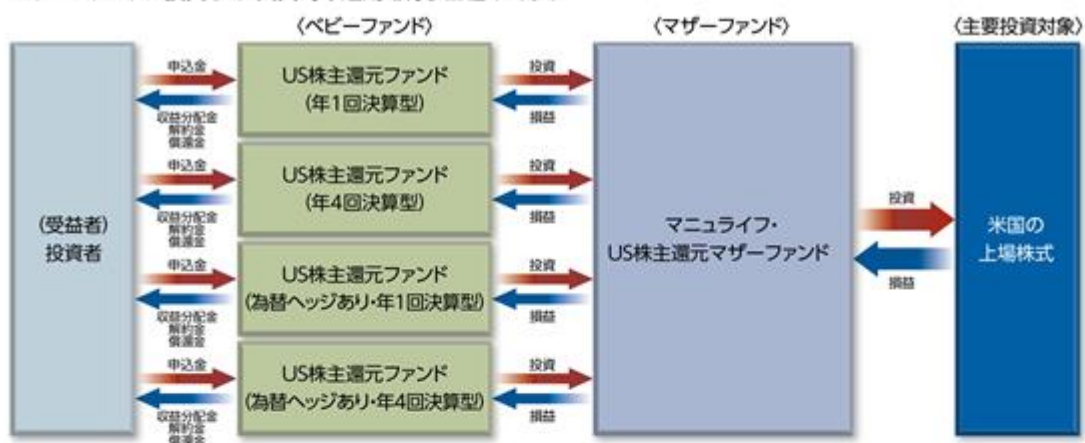 〈ベビーファンド〉
〈マザーファンド〉
〈主要投資対象〉
(受益者)
投資者
申込金
収益分配金
解約金
償還金
US株主還元ファンド
(年1回決算型)
投資
損益
申込金
収益分配金
解約金
償還金
US株主還元ファンド
(年4回決算型)
投資
損益
申込金
収益分配金
解約金
償還金
US株主還元ファンド
(為替ヘッジあり・年1回決算型)
投資
損益
申込金
収益分配金
解約金
償還金
US株主還元ファンド
(為替ヘッジあり・年4回決算型)
投資
損益
マニュライフ・
US株主還元マザーファンド
投資
損益
米国の
上場株式